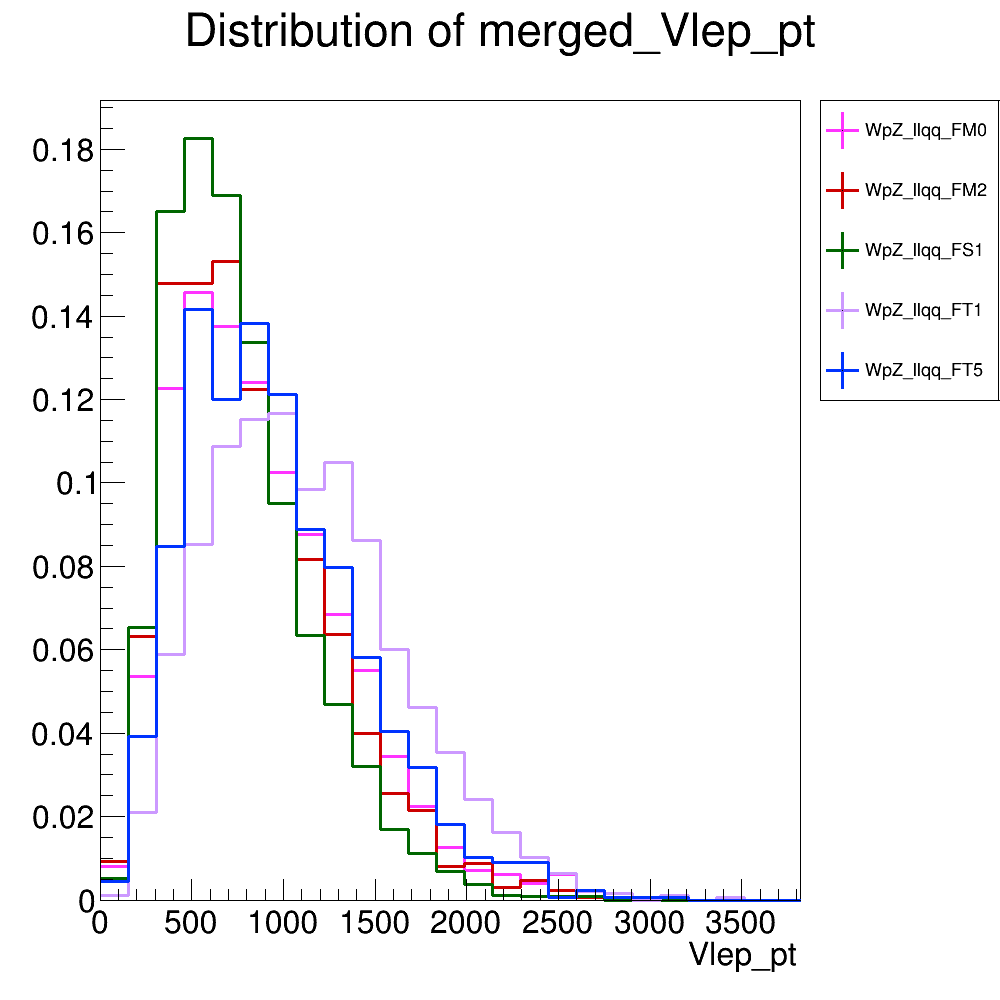 Distribution of merged_Vlep_pt
WpZ_llqq_FM0
WpZ_llqq_FM2
WpZ_llqq_FS1
WpZ_llqq_FT1
WpZ_llqq_FT5
0.18
0.16
0.14
0.12
0.1
0.08
0.06
0.04
0.02
0
0 500 1000 1500 2000 2500 3000 3500
Vlep_pt